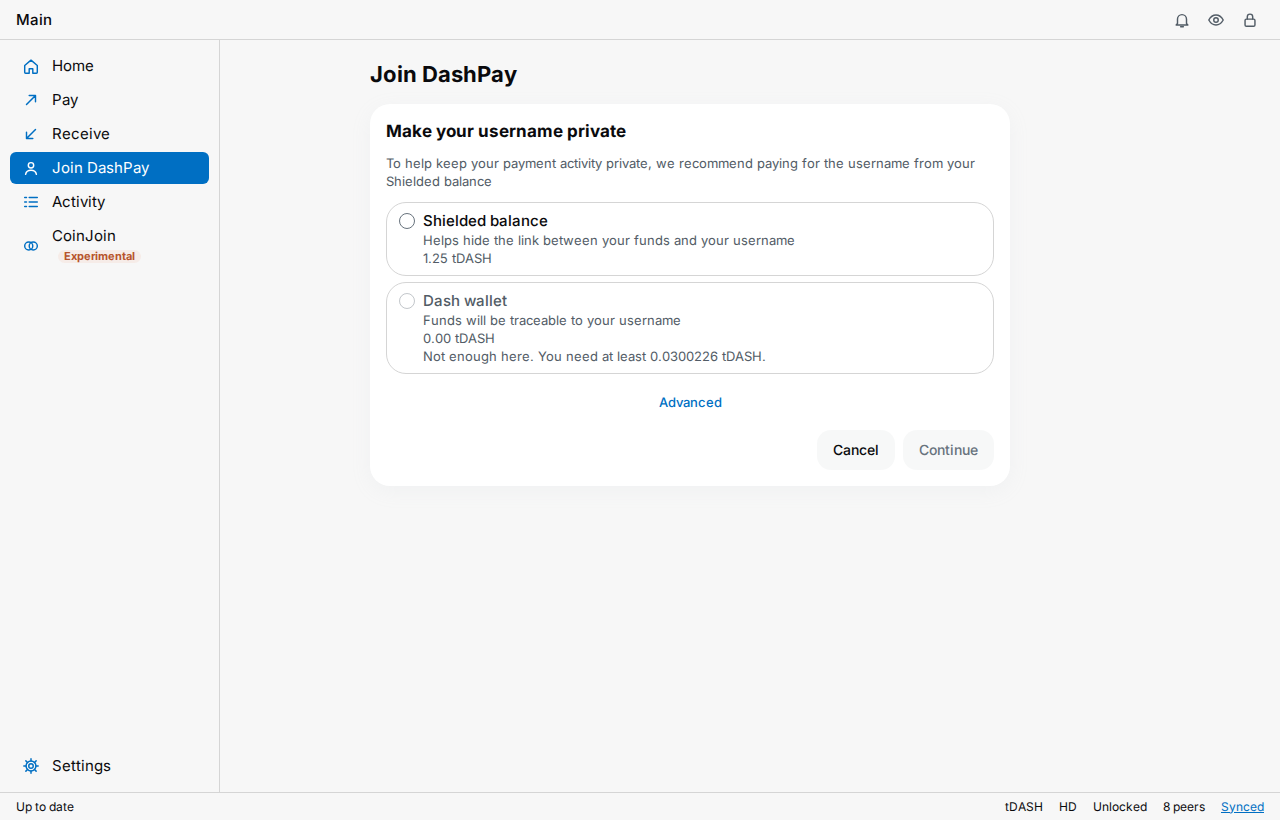 Main
Home
Pay
Receive
Join DashPay
Activity
CoinJoin
Experimental
Settings
Join DashPay
Make your username private
To help keep your payment activity private, we recommend paying for the username from your
Shielded balance
Shielded balance
Helps hide the link between your funds and your username
1.25 tDASH
Dash wallet
Funds will be traceable to your username
0.00 tDASH
Not enough here. You need at least 0.0300226 tDASH.
Advanced
Cancel Continue
Up to date tDASH HD Unlocked 8 peers Synced